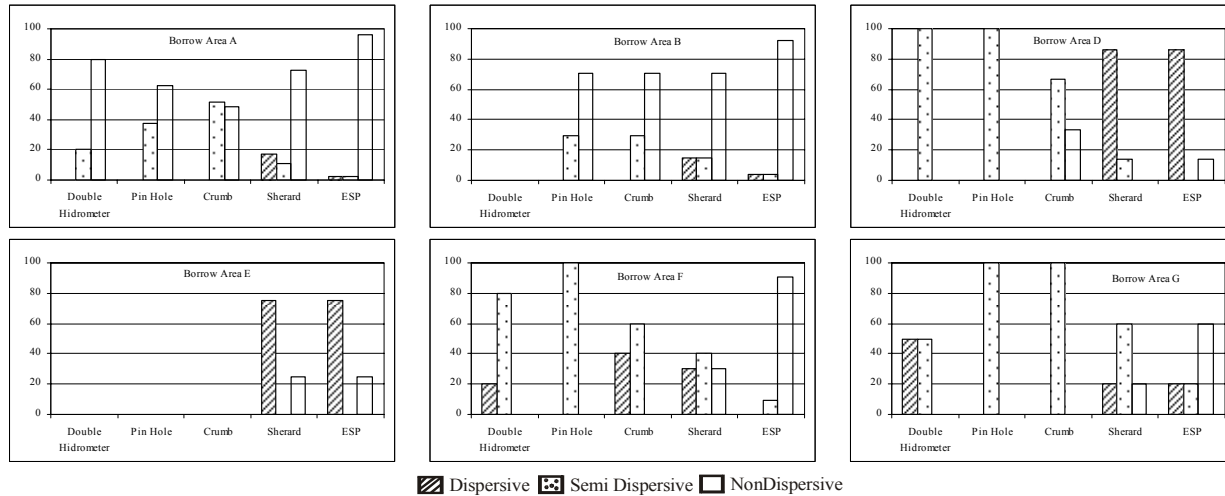 Borrow Area A
100
80
60
40
20
0
Double Hidrometer
Pin Hole
Crumb
Sherard
ESP
Borrow Area B
100
80
60
40
20
0
Double Hidrometer
Pin Hole
Crumb
Sherard
ESP
Borrow Area D
100
80
60
40
20
0
Double Hidrometer
Pin Hole
Crumb
Sherard
ESP
Borrow Area E
100
80
60
40
20
0
Double Hidrometer
Pin Hole
Crumb
Sherard
ESP
Borrow Area F
100
80
60
40
20
0
Double Hidrometer
Pin Hole
Crumb
Sherard
ESP
Borrow Area G
100
80
60
40
20
0
Double Hidrometer
Pin Hole
Crumb
Sherard
ESP
Dispersive Semi Dispersive NonDispersive